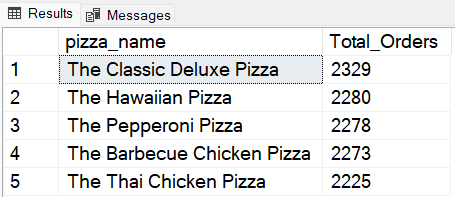 Results Messages
pizza_name Total_Orders
1 The Classic Deluxe Pizza 2329
2 The Hawaiian Pizza 2280
3 The Pepperoni Pizza 2278
4 The Barbecue Chicken Pizza 2273
5 The Thai Chicken Pizza 2225